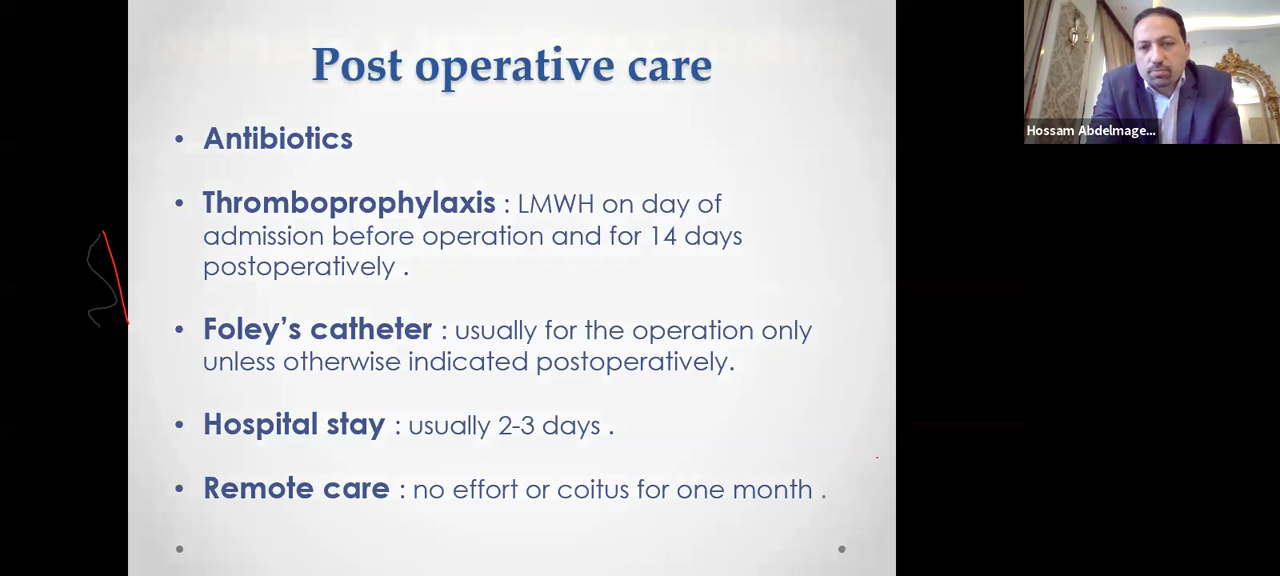 Post operative care
• Antibiotics
• Thromboprophylaxis : LMWH on day of
admission before operation and for 14 days
postoperatively .
• Foley’s catheter : usually for the operation only
unless otherwise indicated postoperatively.
• Hospital stay : usually 2-3 days .
• Remote care : no effort or coitus for one month .
Hossam Abdelmage...